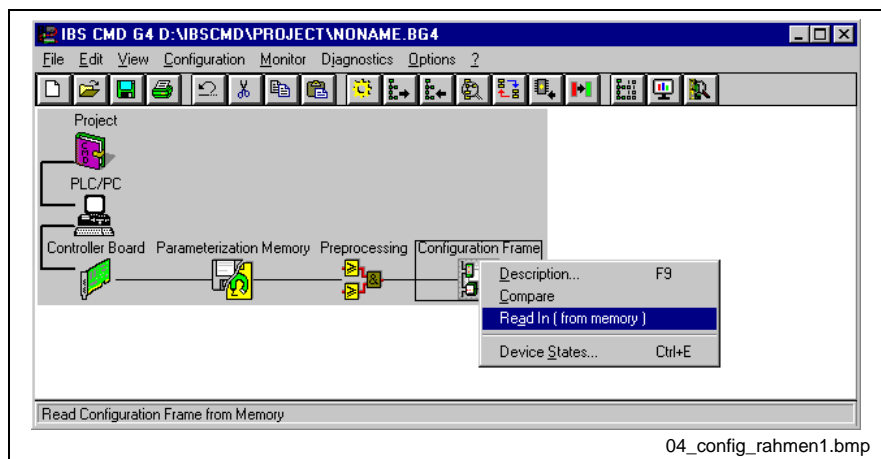 IBS CMD G4 D:\IBSCMD\PROJECT\NONAME.BG4
File Edit View Configuration Monitor Diagnostics Options ?
Project
PLC/PC
Controller Board Parameterization Memory Preprocessing Configuration Frame
Description... F9
Compare
Read In ( from memory )
Device States... Ctrl+E
Read Configuration Frame from Memory
04_config_rahmen1.bmp